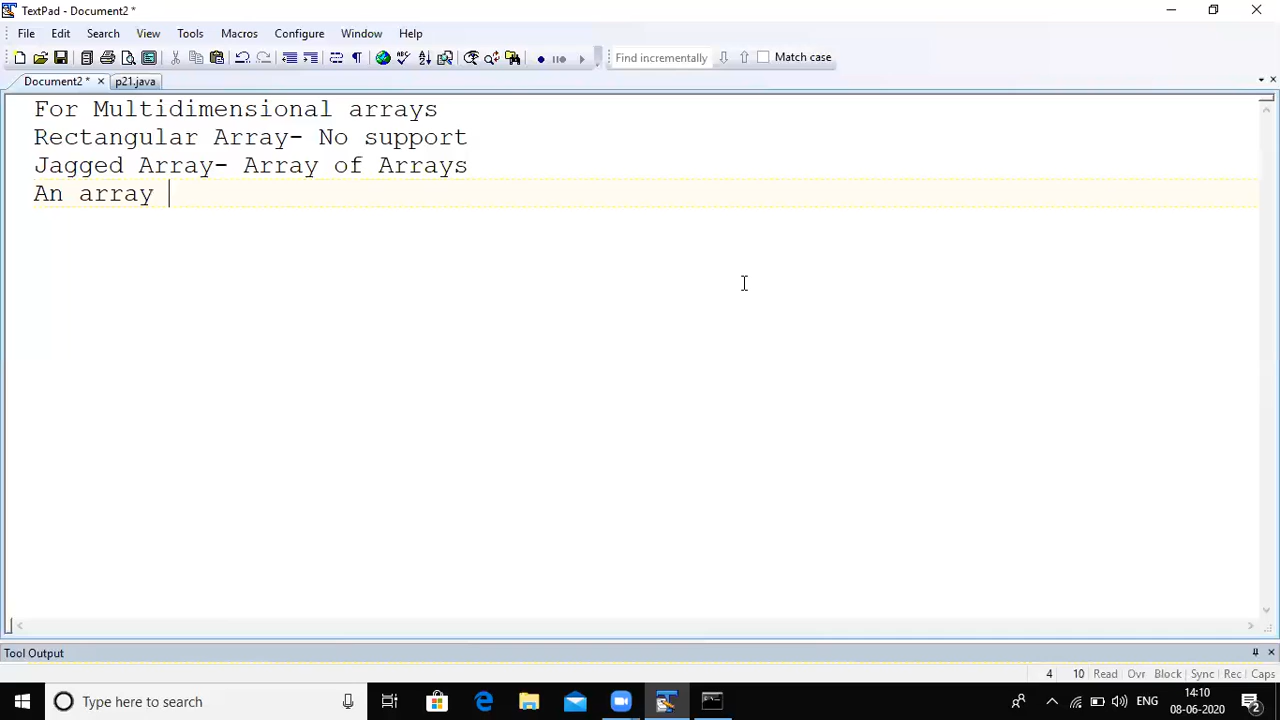 TextPad - Document2 *
File Edit Search View Tools Macros Configure Window Help
Find incrementally Match case
Document2 * p21.java
For Multidimensional arrays
Rectangular Array- No support
Jagged Array- Array of Arrays
An array
Tool Output
4 10 Read Ovr Block Sync Rec Caps
Type here to search
ENG
14:10
08-06-2020
2